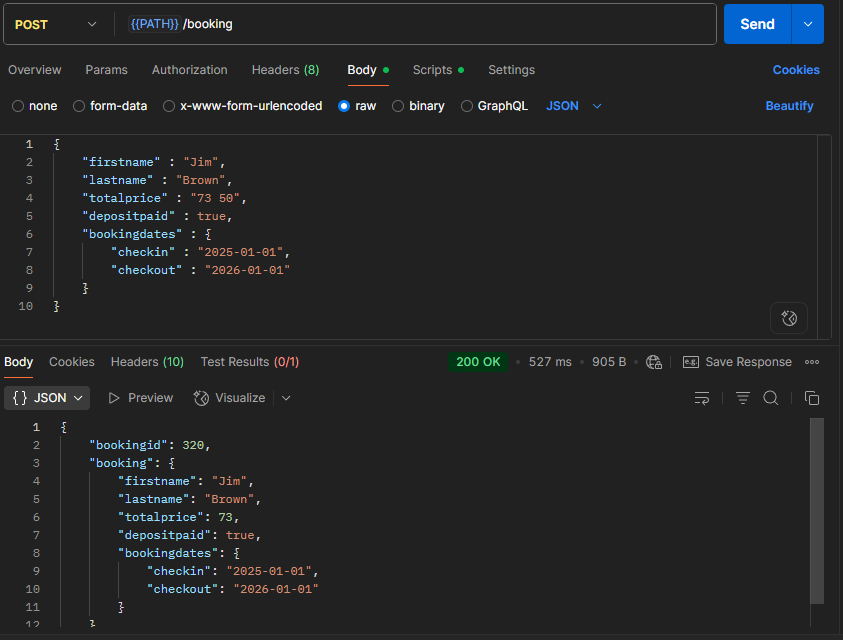 POST {{PATH}} /booking Send
Overview Params Authorization Headers (8) Body Scripts Settings Cookies
none form-data x-www-form-urlencoded raw binary GraphQL JSON Beautify
1 {
2 "firstname" : "Jim",
3 "lastname" : "Brown",
4 "totalprice" : "73 50",
5 "depositpaid" : true,
6 "bookingdates" : {
7 "checkin" : "2025-01-01",
8 "checkout" : "2026-01-01"
9 }
10 }
Body Cookies Headers (10) Test Results (0/1) 200 OK • 527 ms • 905 B • e.g. Save Response
{} JSON Preview Visualize
1 {
2 "bookingid": 320,
3 "booking": {
4 "firstname": "Jim",
5 "lastname": "Brown",
6 "totalprice": 73,
7 "depositpaid": true,
8 "bookingdates": {
9 "checkin": "2025-01-01",
10 "checkout": "2026-01-01"
11 }
12 }